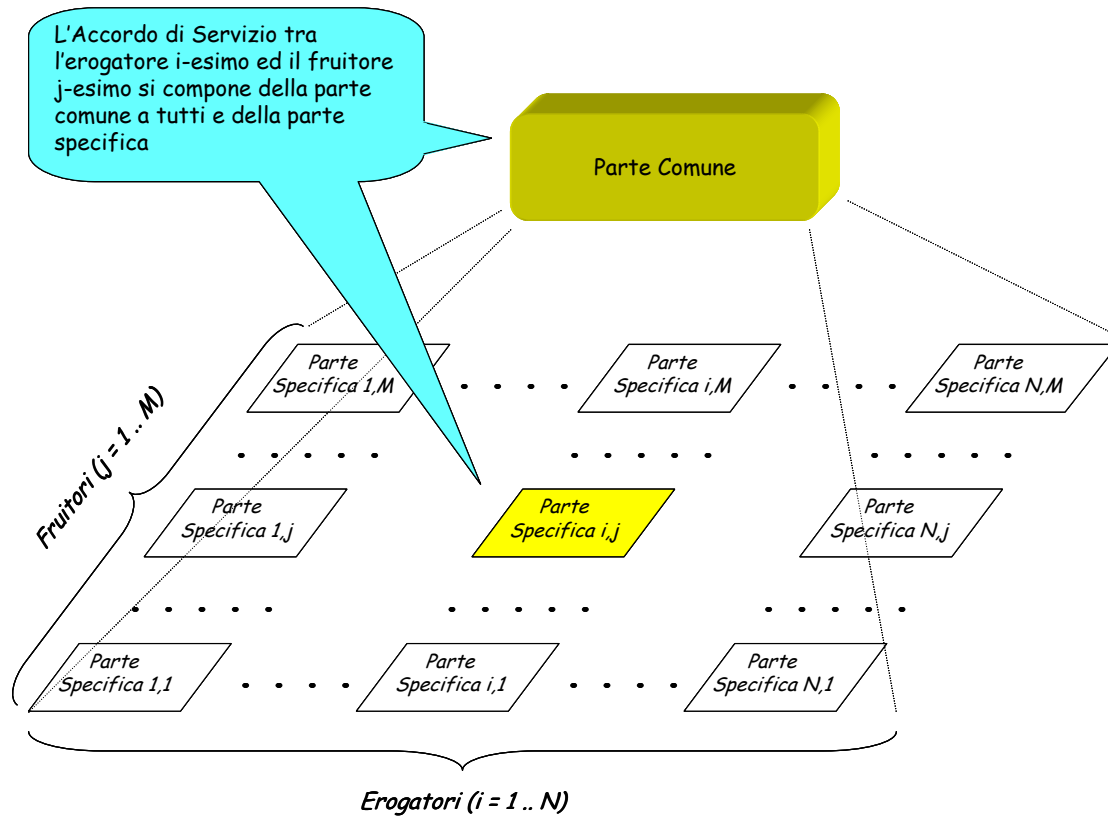 L'Accordo di Servizio tra
l'erogatore i-esimo ed il fruitore
j-esimo si compone della parte
comune a tutti e della parte
specifica
Parte Comune
Parte
Specifica 1,M
Parte
Specifica i,M
Parte
Specifica N,M
Fruitori (j = 1 .. M)
Parte
Specifica 1,j
Parte
Specifica i,j
Parte
Specifica N,j
Parte
Specifica 1,1
Parte
Specifica i,1
Parte
Specifica N,1
Erogatori (i = 1 .. N)